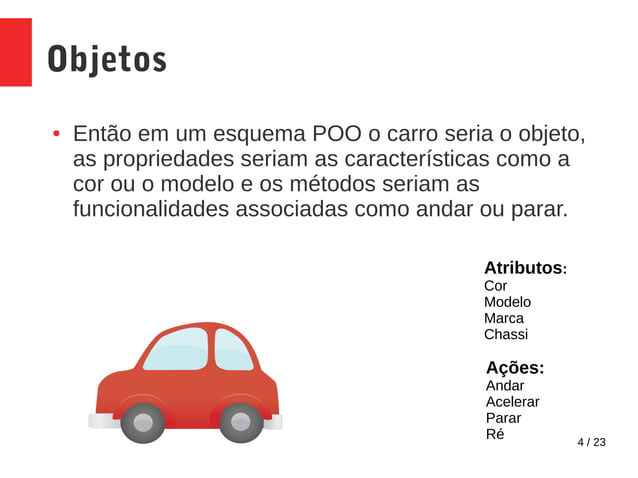 Objetos
Então em um esquema POO o carro seria o objeto,
as propriedades seriam as características como a
cor ou o modelo e os métodos seriam as
funcionalidades associadas como andar ou parar.
Atributos:
Cor
Modelo
Marca
Chassi
Ações:
Andar
Acelerar
Parar
Ré
4 / 23